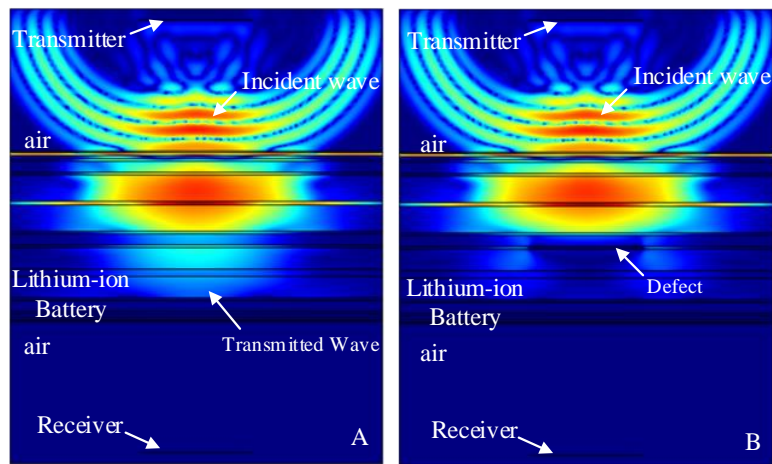 Transmitter
Incident wave
air
Lithium-ion
Battery
Transmitted Wave
air
Receiver
A
Transmitter
Incident wave
air
Defect
Lithium-ion
Battery
air
Receiver
B